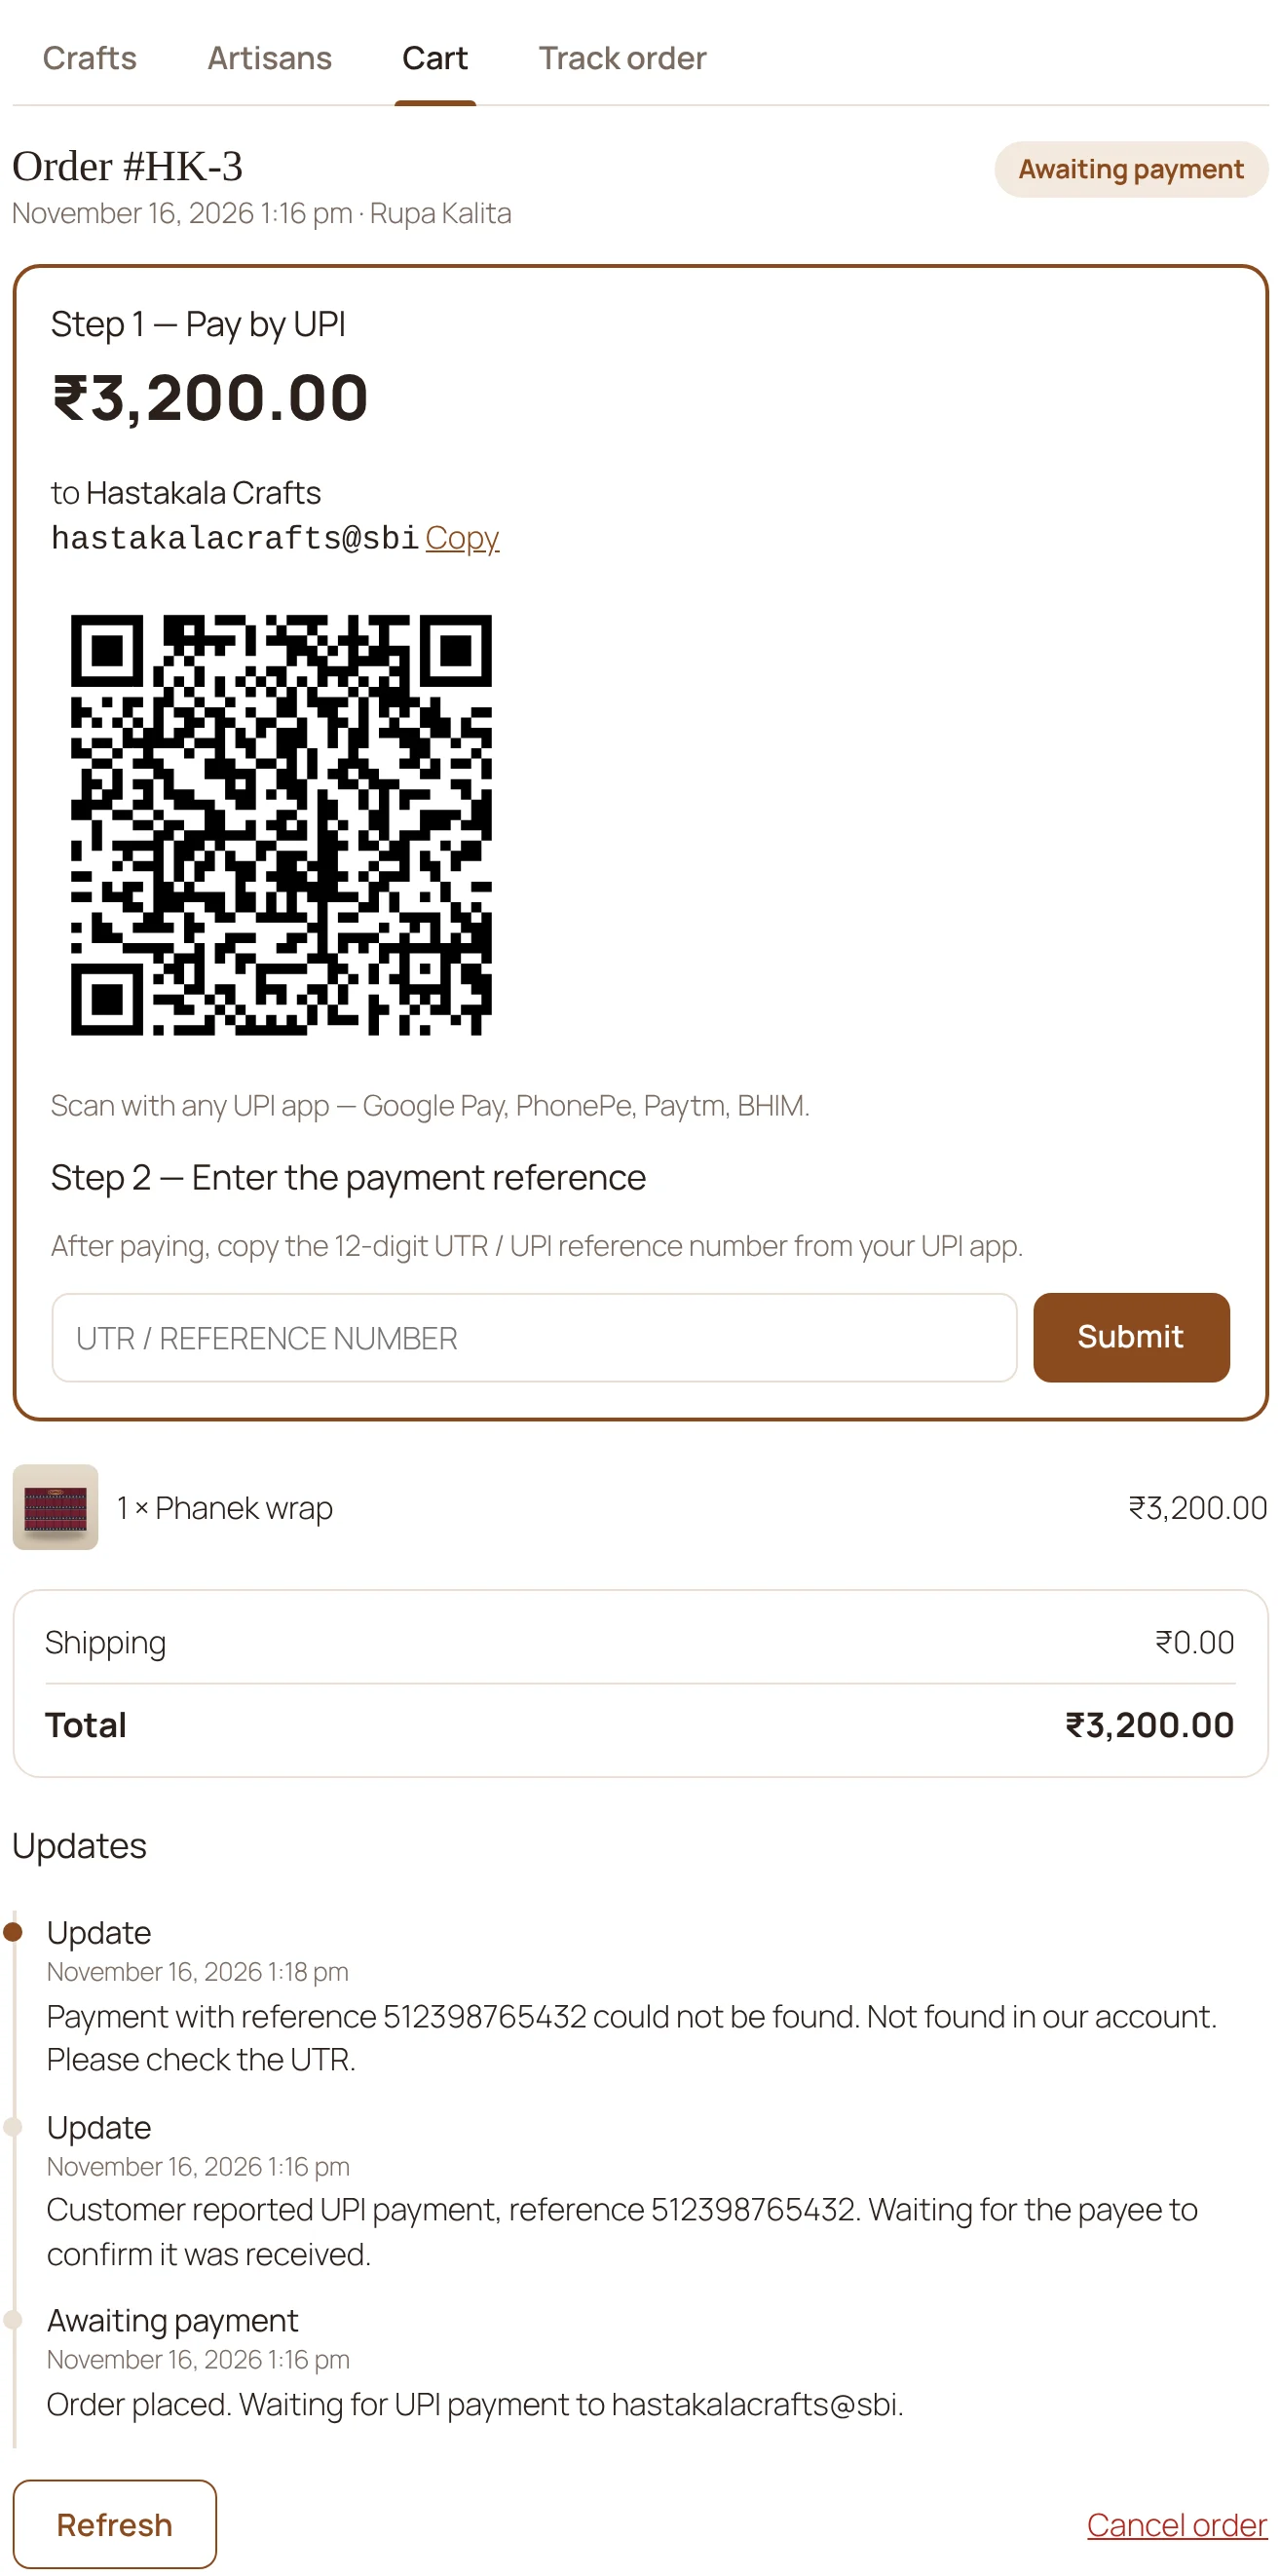 Crafts Artisans Cart Track order
Order #HK-3
Awaiting payment
November 16, 2026 1:16 pm · Rupa Kalita
Step 1 — Pay by UPI
₹3,200.00
to Hastakala Crafts
hastakalacrafts@sbi Copy
Scan with any UPI app — Google Pay, PhonePe, Paytm, BHIM.
Step 2 — Enter the payment reference
After paying, copy the 12-digit UTR / UPI reference number from your UPI app.
UTR / REFERENCE NUMBER
Submit
1 × Phanek wrap ₹3,200.00
Shipping ₹0.00
Total ₹3,200.00
Updates
Update
November 16, 2026 1:18 pm
Payment with reference 512398765432 could not be found. Not found in our account.
Please check the UTR.
Update
November 16, 2026 1:16 pm
Customer reported UPI payment, reference 512398765432. Waiting for the payee to
confirm it was received.
Awaiting payment
November 16, 2026 1:16 pm
Order placed. Waiting for UPI payment to hastakalacrafts@sbi.
Refresh
Cancel order